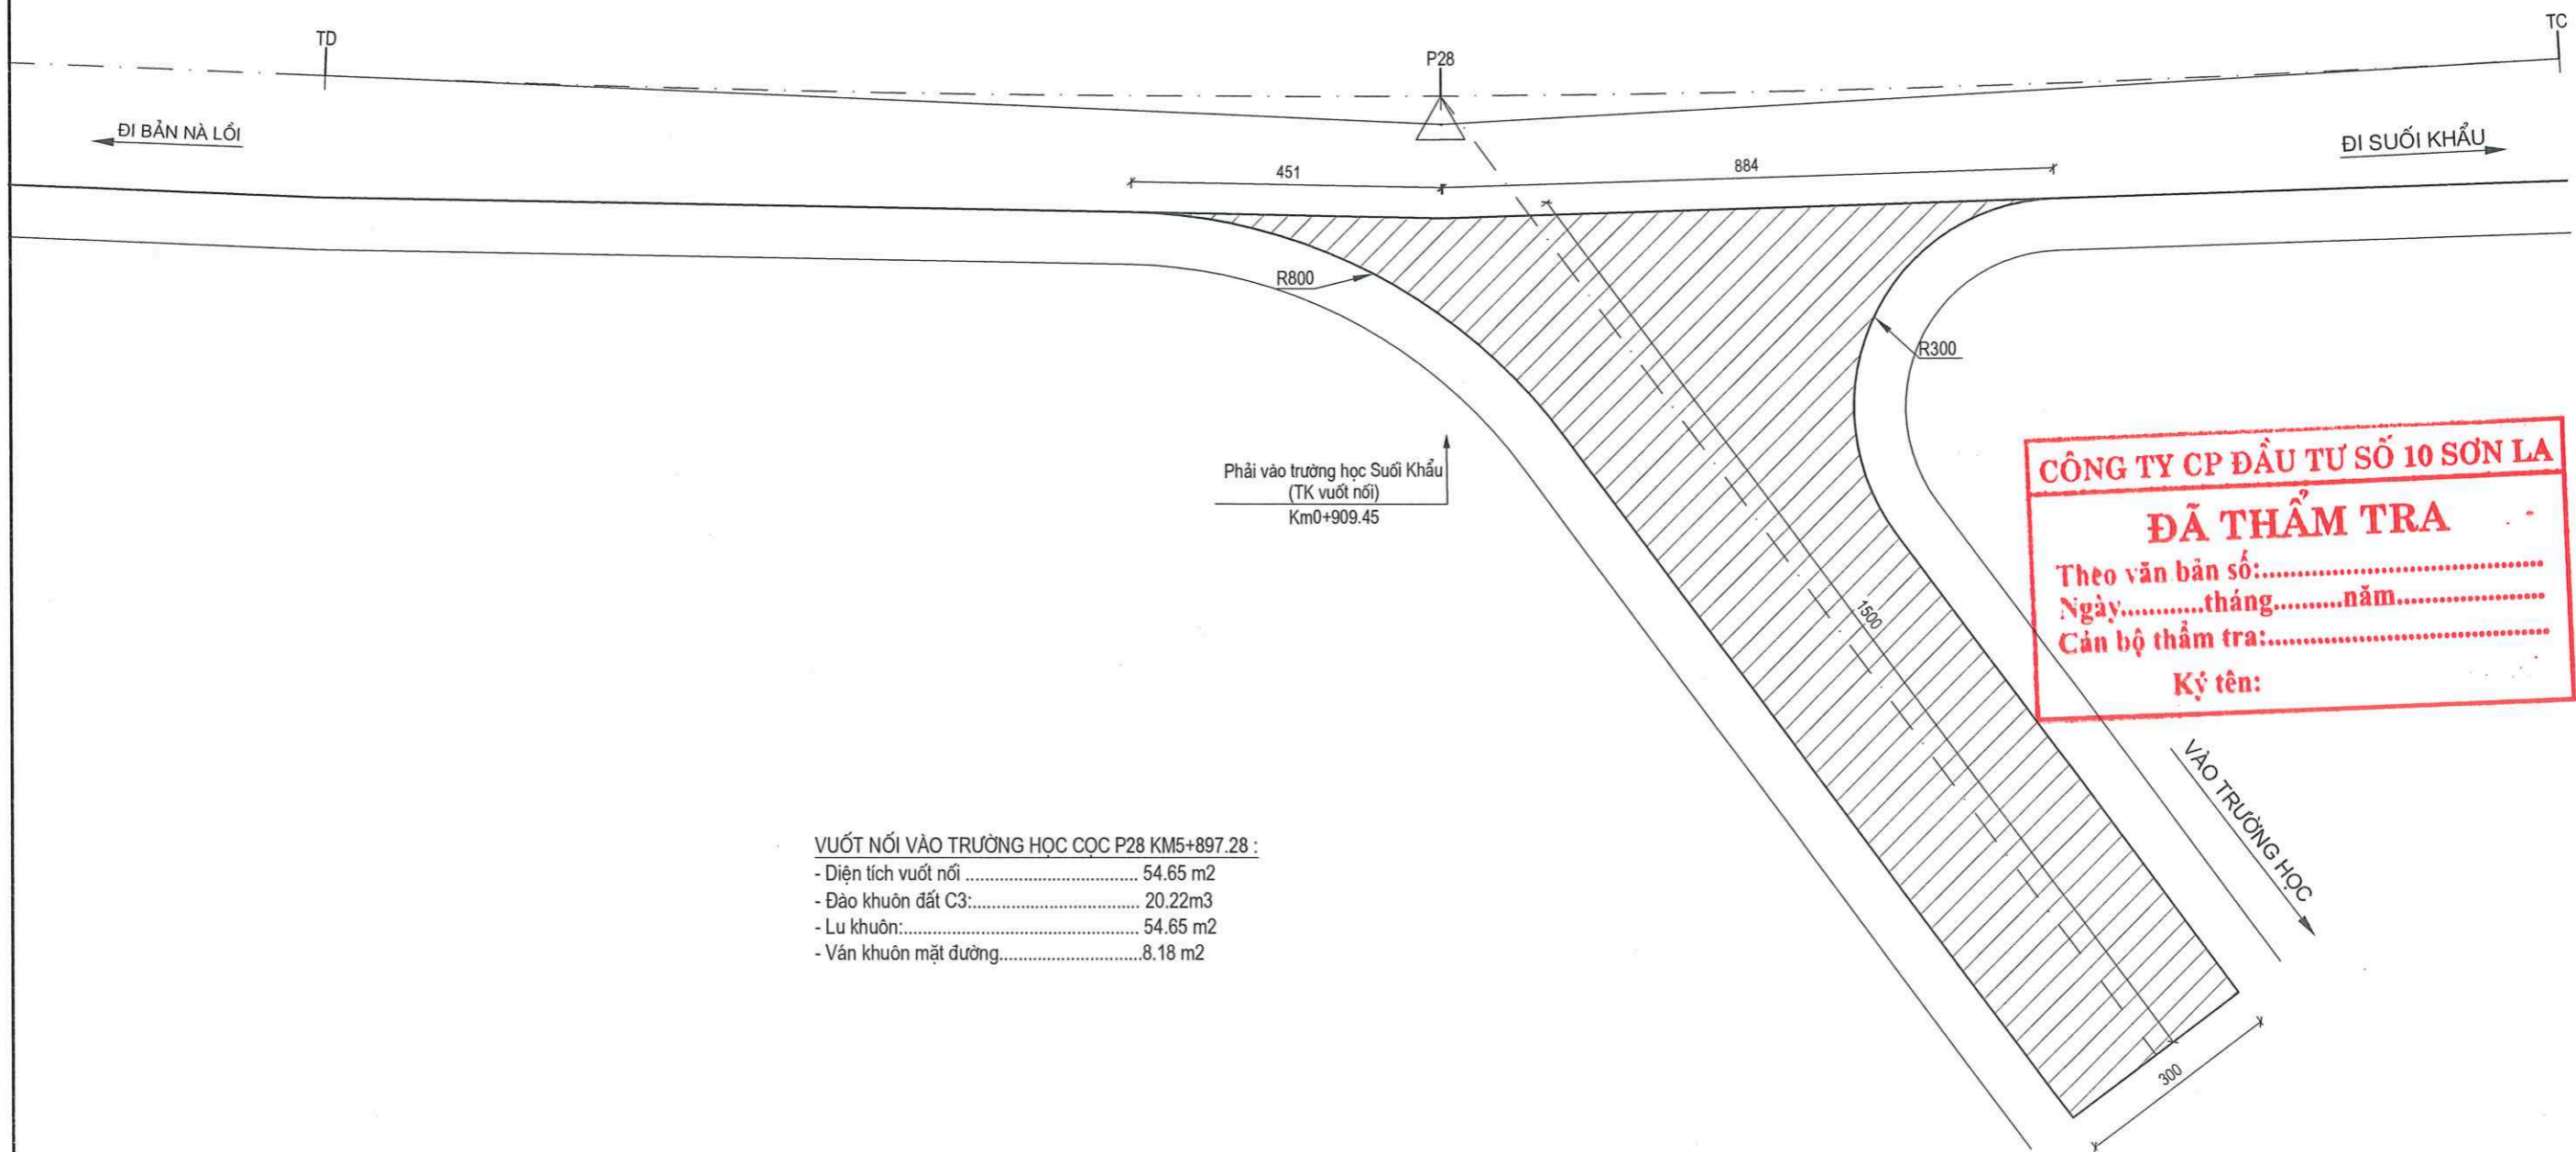 TD
P28
TC
ĐI BẢN NÀ LỒI
ĐI SUỐI KHẨU
451
884
R800
R300
Phải vào trường học Suối Khẩu
(TK vuốt nối)
Km0+909.45
1500
CÔNG TY CP ĐẦU TƯ SỐ 10 SƠN LA
ĐÃ THẨM TRA
Theo văn bản số:........................................
Ngày............tháng..........năm.....................
Cán bộ thẩm tra:........................................
Ký tên:
VÀO TRƯỜNG HỌC
VUỐT NỐI VÀO TRƯỜNG HỌC CỌC P28 KM5+897.28 :
- Diện tích vuốt nối .................................... 54.65 m2
- Đào khuôn đất C3:................................... 20.22m3
- Lu khuôn:................................................. 54.65 m2
- Ván khuôn mặt đường..............................8.18 m2
300